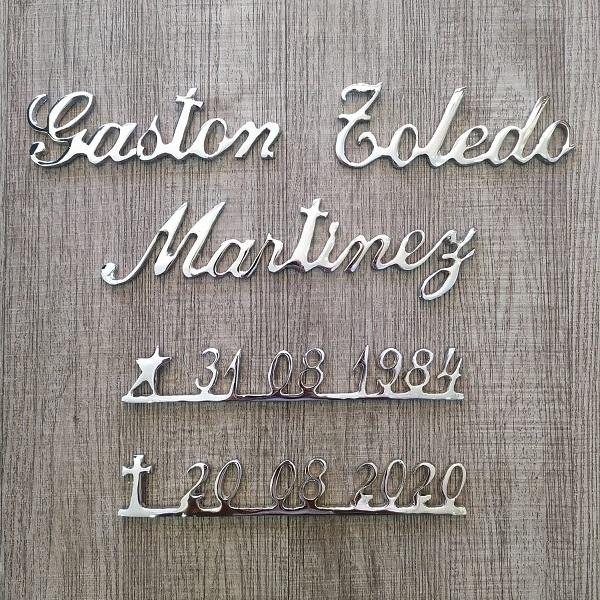 Gaston Toledo
Martinez
★ 31 08 1984
✝ 20 08 2020